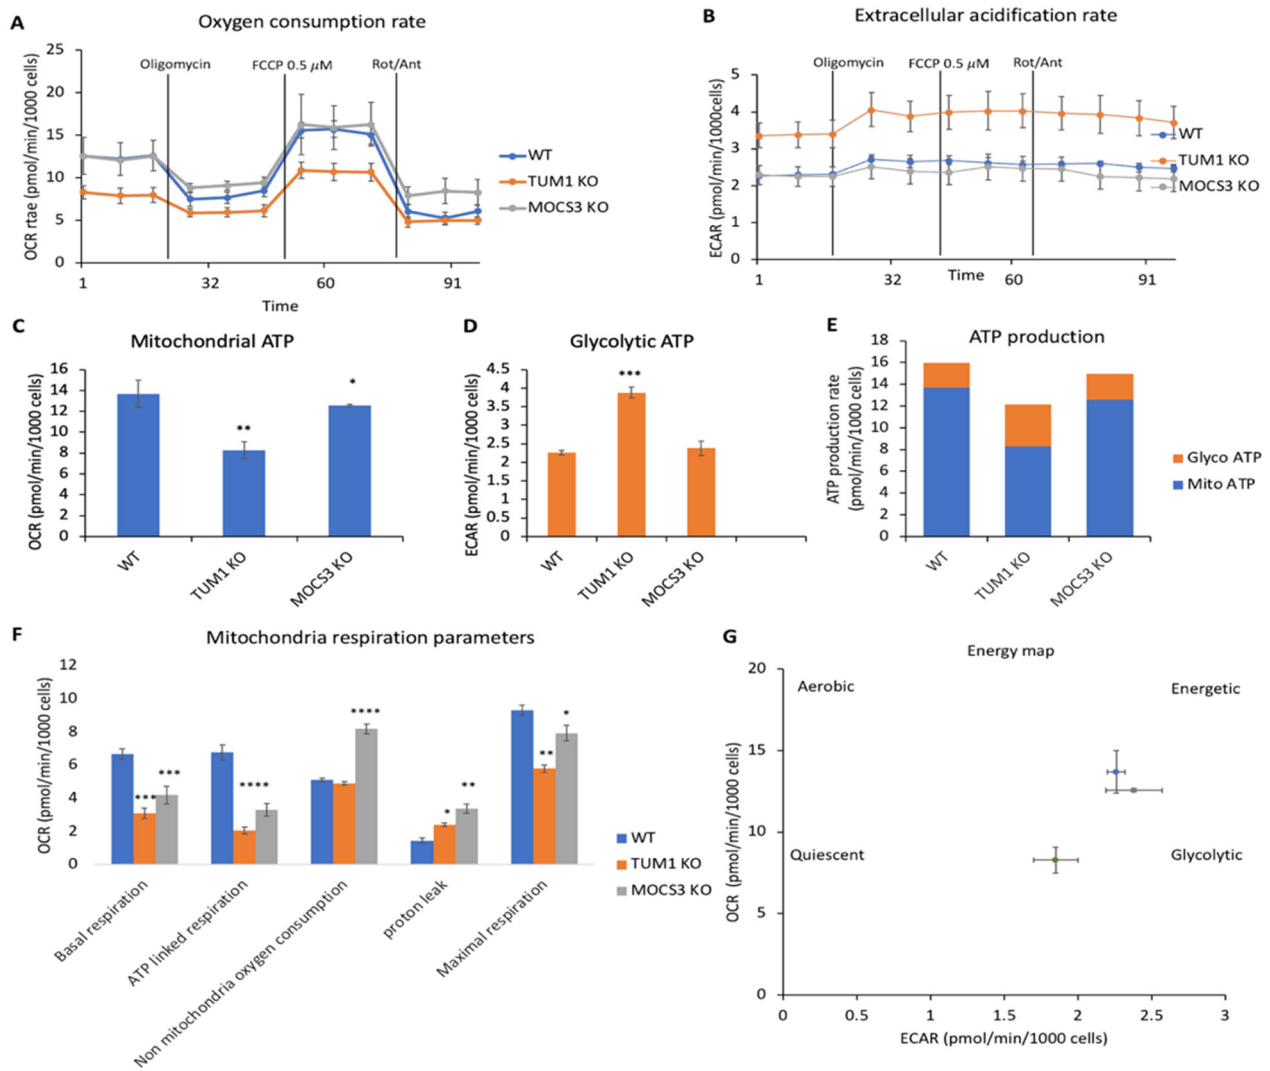 A
Oxygen consumption rate
OCR rtae (pmol/min/1000 cells)
25
20
15
10
5
0
Oligomycin
FCCP 0.5 μM
Rot/Ant
1
32
60
91
Time
WT
TUM1 KO
MOCS3 KO
B
Extracellular acidification rate
ECAR (pmol/min/1000cells)
5
4
3
2
1
0
Oligomycin
FCCP 0.5 μM
Rot/Ant
1
32
Time
60
91
WT
TUM1 KO
MOCS3 KO
C
Mitochondrial ATP
OCR (pmol/min/1000 cells)
16
14
12
10
8
6
4
2
0
**
*
WT
TUM1 KO
MOCS3 KO
D
Glycolytic ATP
ECAR (pmol/min/1000 cells)
4.5
4
3.5
3
2.5
2
1.5
1
0.5
0
***
WT
TUM1 KO
MOCS3 KO
E
ATP production
ATP production rate
(pmol/min/1000 cells)
18
16
14
12
10
8
6
4
2
0
WT
TUM1 KO
MOCS3 KO
Glyco ATP
Mito ATP
F
Mitochondria respiration parameters
OCR (pmol/min/1000 cells)
12
10
8
6
4
2
0
***
***
****
****
*
**
**
*
Basal respiration
ATP linked respiration
Non mitochondria oxygen consumption
proton leak
Maximal respiration
WT
TUM1 KO
MOCS3 KO
G
Energy map
OCR (pmol/min/1000 cells)
20
15
10
5
0
Aerobic
Energetic
Quiescent
Glycolytic
0
0.5
1
1.5
2
2.5
3
ECAR (pmol/min/1000 cells)